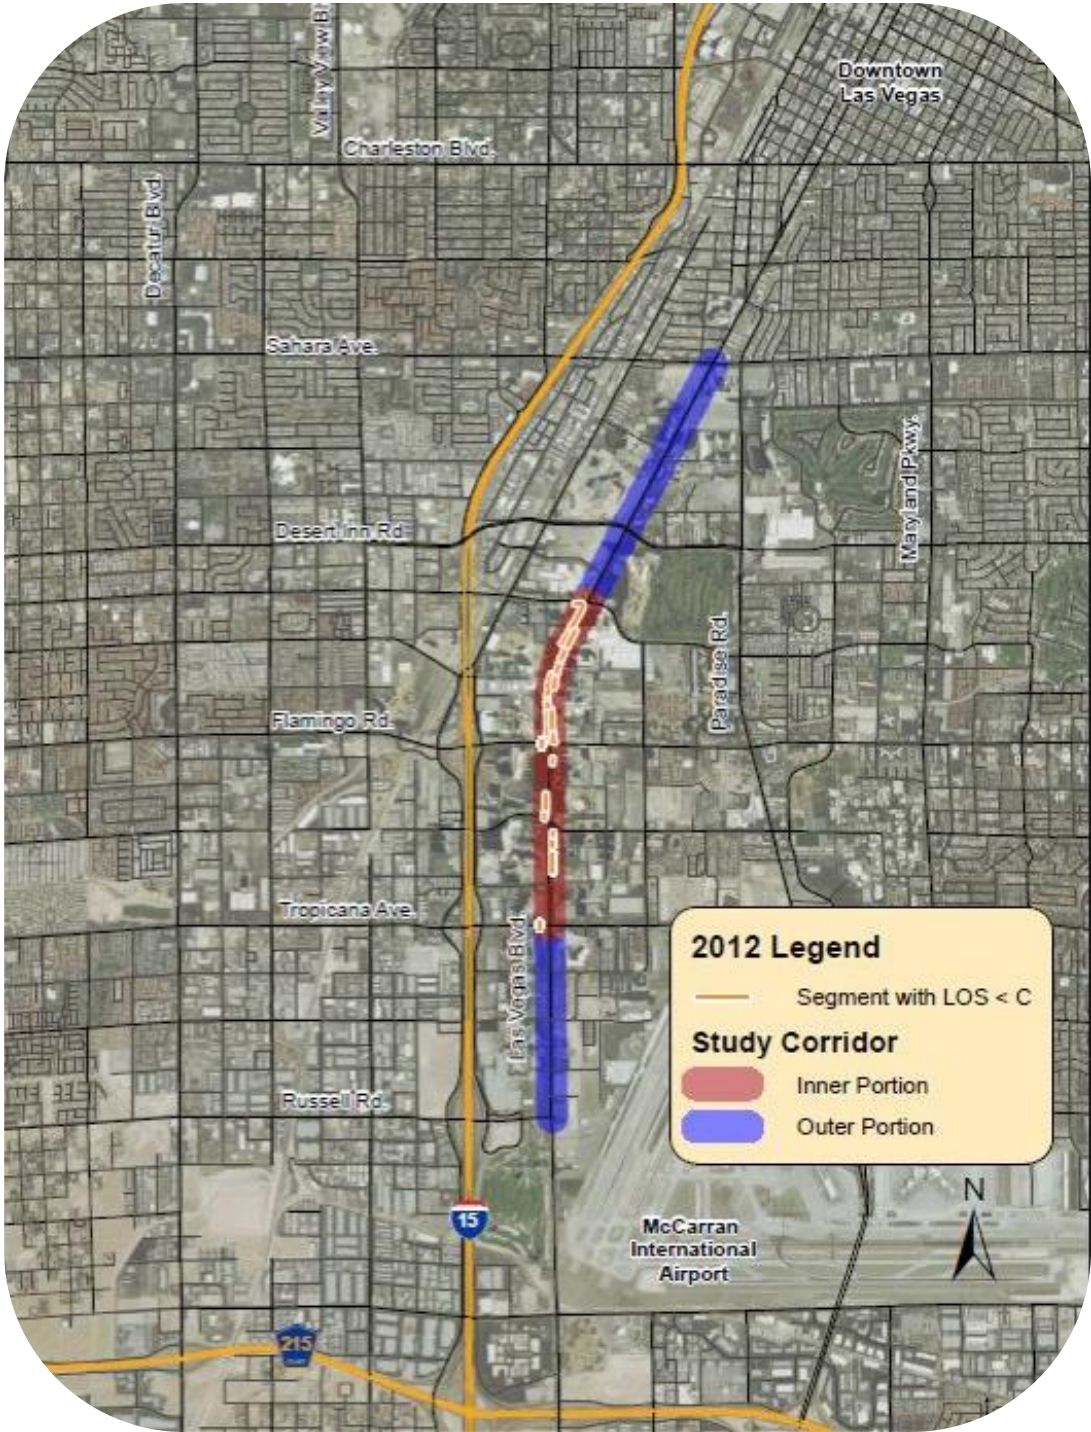 Valley View Bl
Downtown
Las Vegas
Charleston Blvd.
Decatur Blvd.
Sahara Ave.
Maryland Pkwy.
Desert Inn Rd.
Paradise Rd.
Flamingo Rd.
Tropicana Ave.
Las Vegas Blvd.
2012 Legend
Segment with LOS < C
Study Corridor
Inner Portion
Outer Portion
Russell Rd.
N
15
McCarran
International
Airport
215